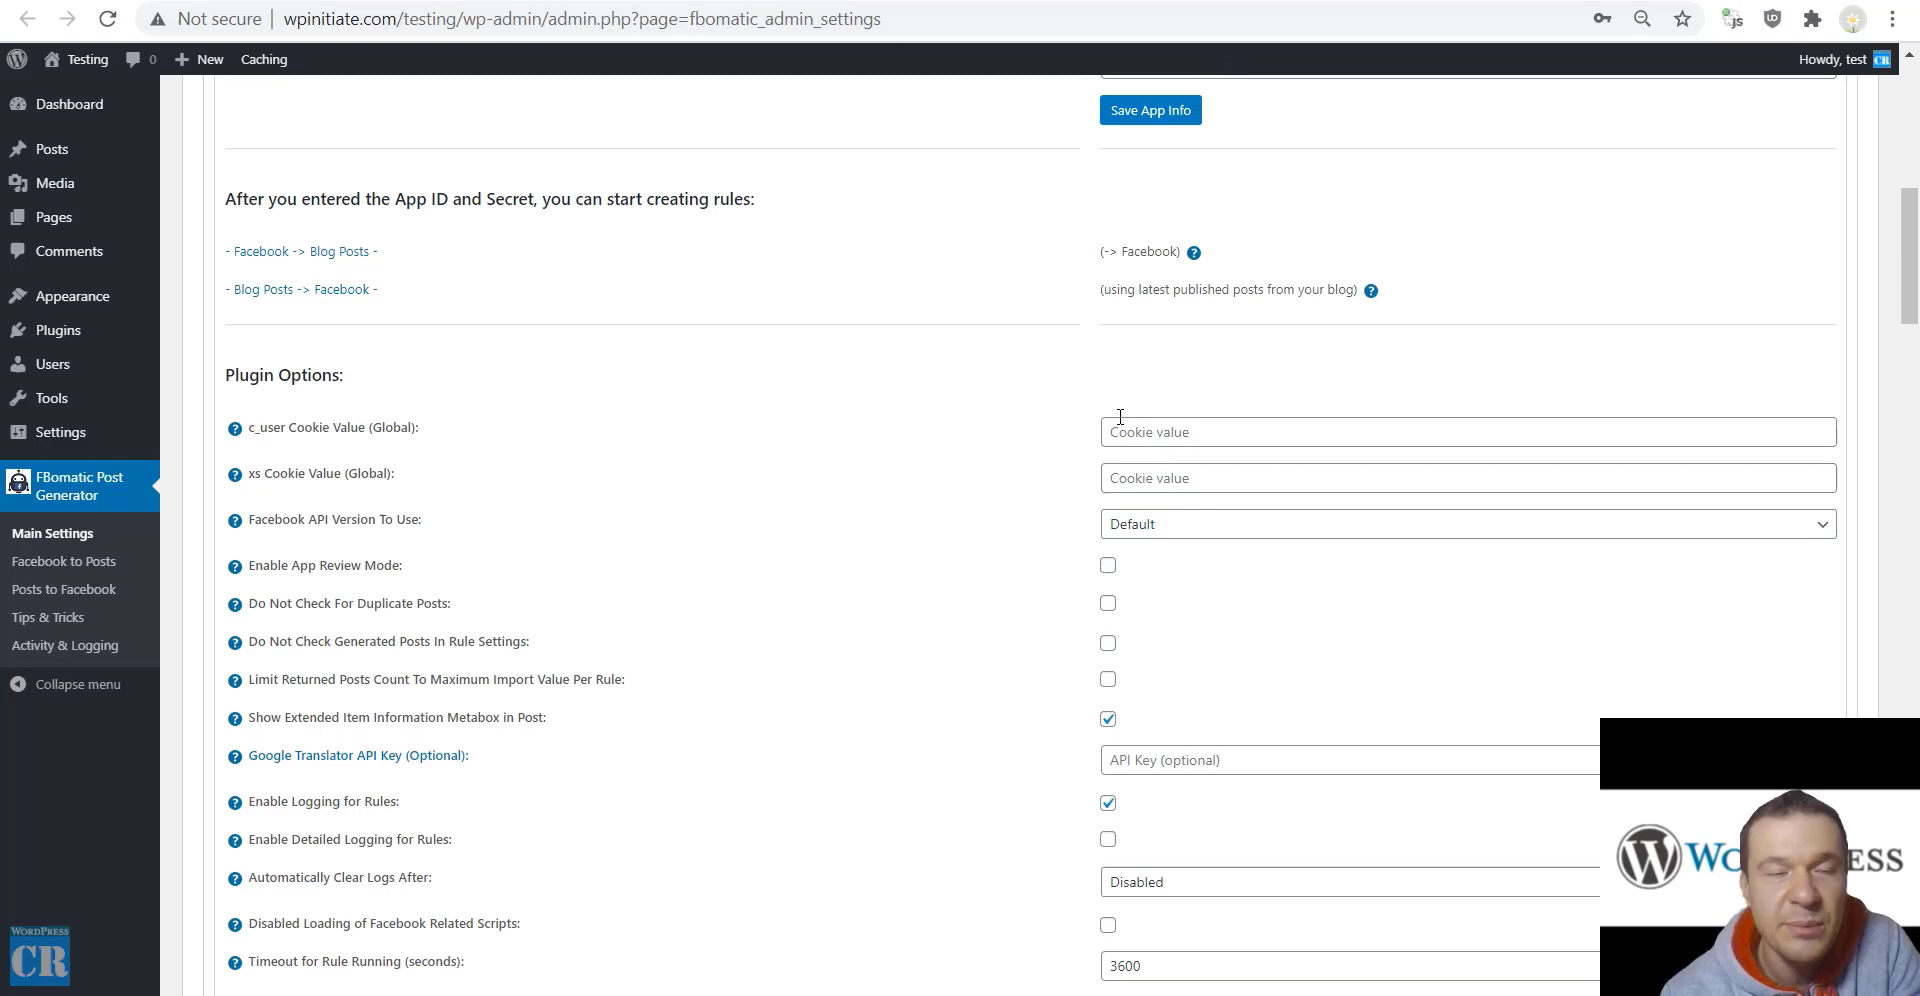 Not secure | wpinitiate.com/testing/wp-admin/admin.php?page=fbomatic_admin_settings
Testing 0 New Caching Howdy, test CR
Dashboard
Posts
Media
Pages
Comments
Appearance
Plugins
Users
Tools
Settings
FBomatic Post
Generator
Main Settings
Facebook to Posts
Posts to Facebook
Tips & Tricks
Activity & Logging
Collapse menu
WORDPRESS
CR
Save App Info
After you entered the App ID and Secret, you can start creating rules:
- Facebook -> Blog Posts - (-> Facebook) ?
- Blog Posts -> Facebook - (using latest published posts from your blog) ?
Plugin Options:
? c_user Cookie Value (Global): Cookie value
? xs Cookie Value (Global): Cookie value
? Facebook API Version To Use: Default
? Enable App Review Mode:
? Do Not Check For Duplicate Posts:
? Do Not Check Generated Posts In Rule Settings:
? Limit Returned Posts Count To Maximum Import Value Per Rule:
? Show Extended Item Information Metabox in Post:
? Google Translator API Key (Optional): API Key (optional)
? Enable Logging for Rules:
? Enable Detailed Logging for Rules:
? Automatically Clear Logs After: Disabled
? Disabled Loading of Facebook Related Scripts:
? Timeout for Rule Running (seconds): 3600